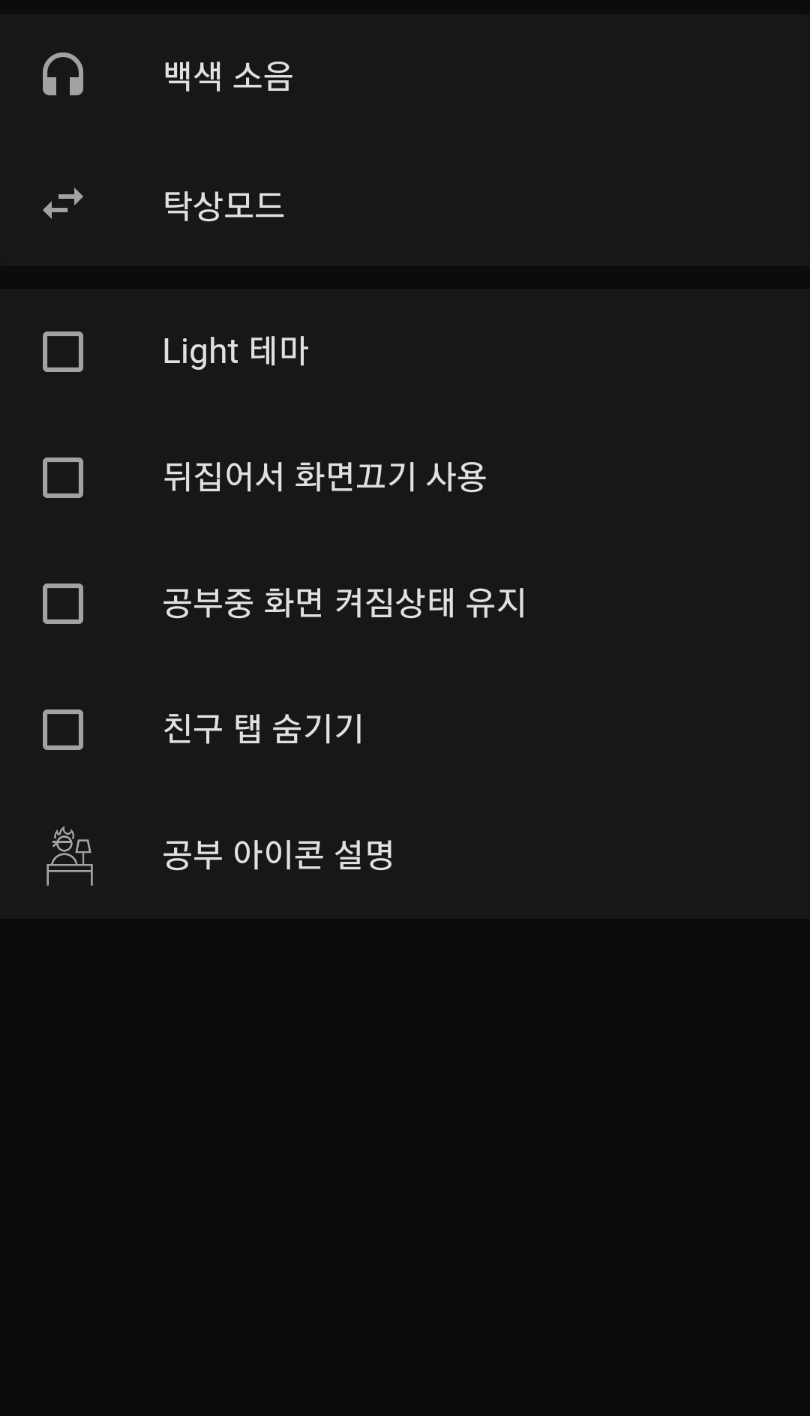 백색 소음
탁상모드
Light 테마
뒤집어서 화면끄기 사용
공부중 화면 켜짐상태 유지
친구 탭 숨기기
공부 아이콘 설명